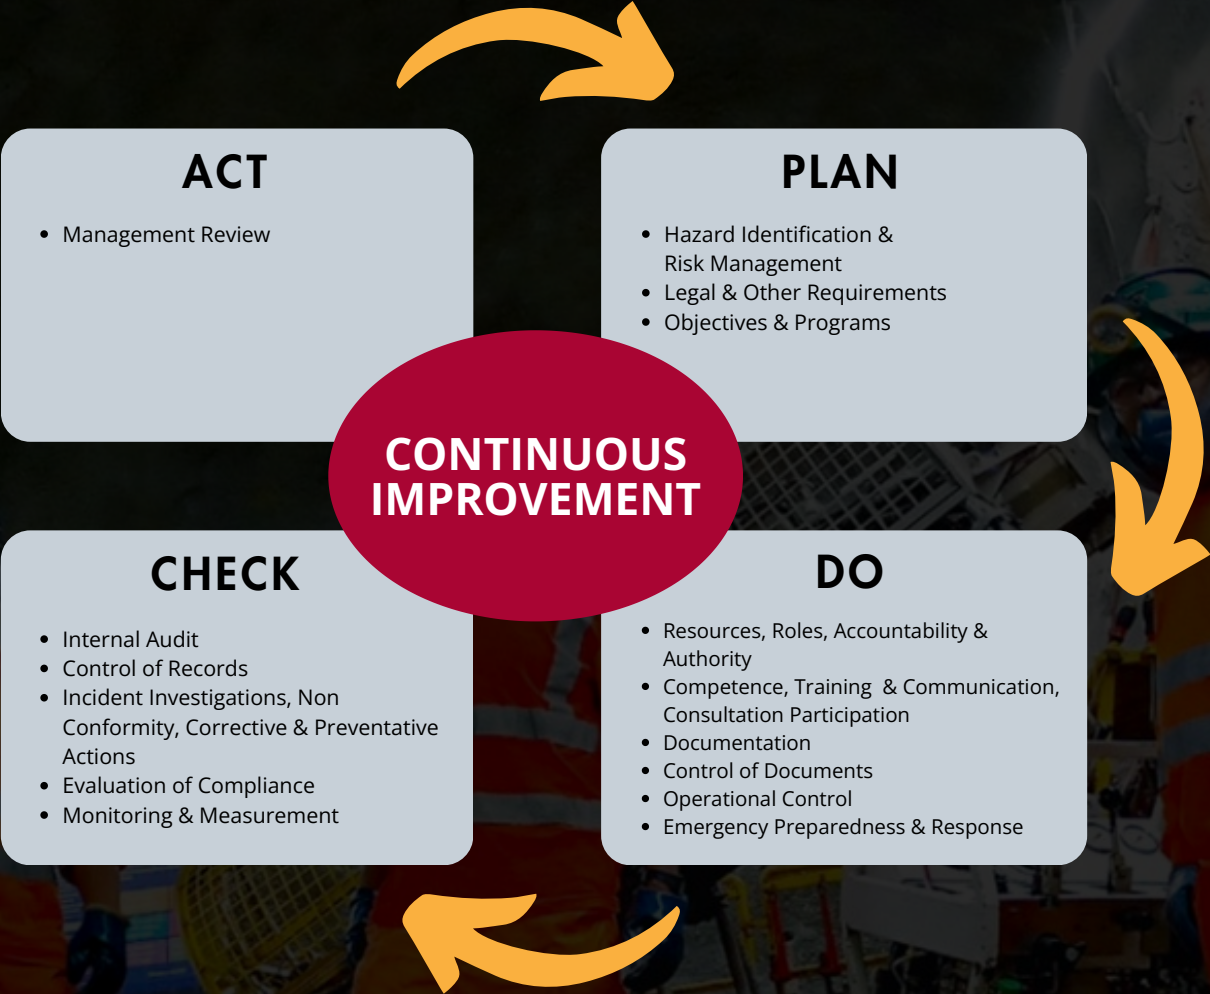 ACT
• Management Review
PLAN
• Hazard Identification &
Risk Management
• Legal & Other Requirements
• Objectives & Programs
CONTINUOUS
IMPROVEMENT
CHECK
• Internal Audit
• Control of Records
• Incident Investigations, Non
Conformity, Corrective & Preventative
Actions
• Evaluation of Compliance
• Monitoring & Measurement
DO
• Resources, Roles, Accountability &
Authority
• Competence, Training & Communication,
Consultation Participation
• Documentation
• Control of Documents
• Operational Control
• Emergency Preparedness & Response